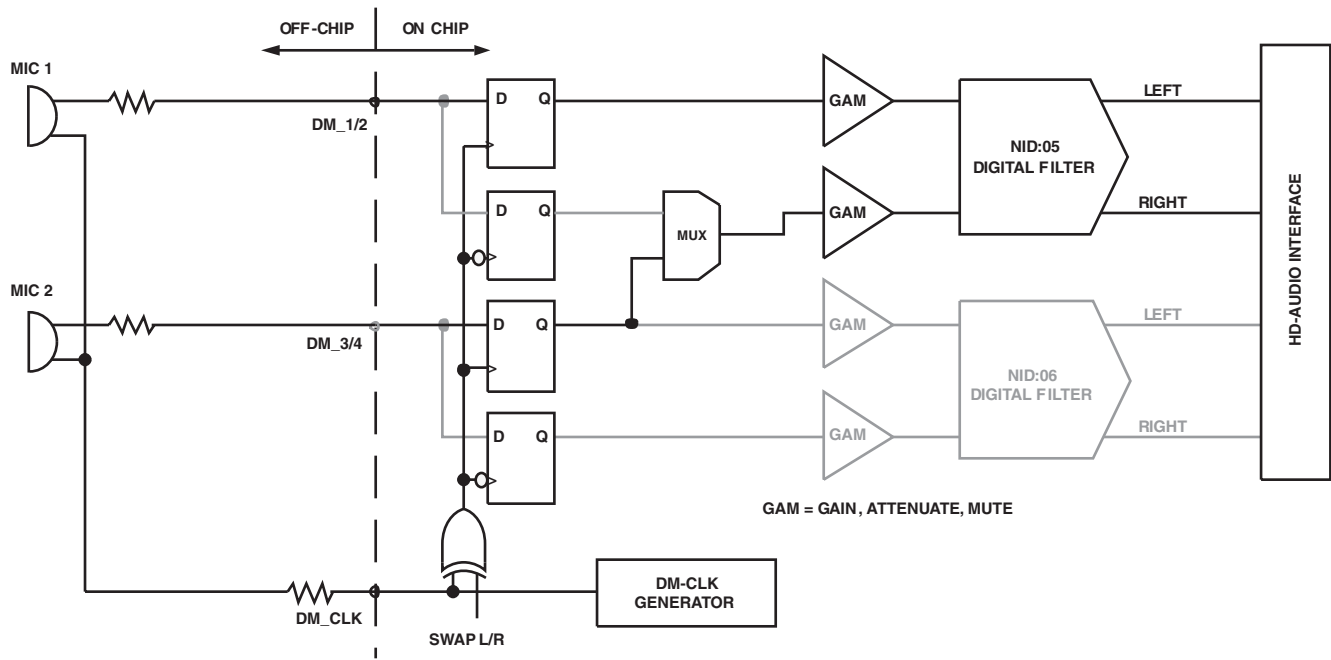 OFF-CHIP
ON CHIP
MIC 1
DM_1/2
D
Q
GAM
NID:05
DIGITAL FILTER
LEFT
RIGHT
D
Q
MUX
GAM
HD-AUDIO INTERFACE
MIC 2
DM_3/4
D
Q
GAM
NID:06
DIGITAL FILTER
LEFT
RIGHT
D
Q
GAM
GAM = GAIN, ATTENUATE, MUTE
DM_CLK
DM-CLK
GENERATOR
SWAP L/R